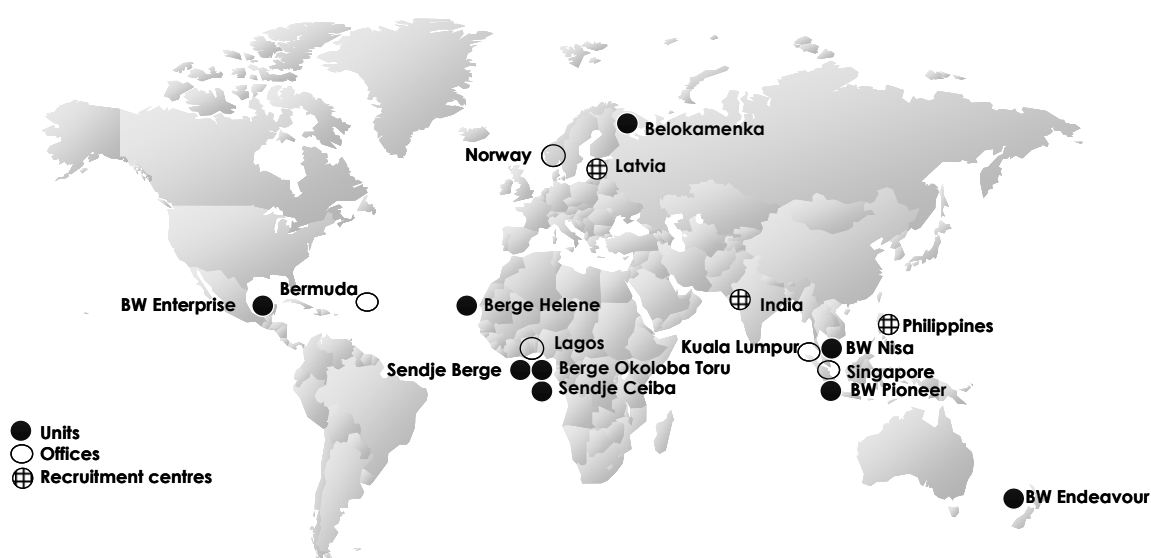 Belokamenka
Norway
Latvia
Bermuda
BW Enterprise
Berge Helene
India
Philippines
Lagos
Kuala Lumpur
BW Nisa
Sendje Berge
Berge Okoloba Toru
Singapore
Sendje Ceiba
BW Pioneer
Units
Offices
Recruitment centres
BW Endeavour